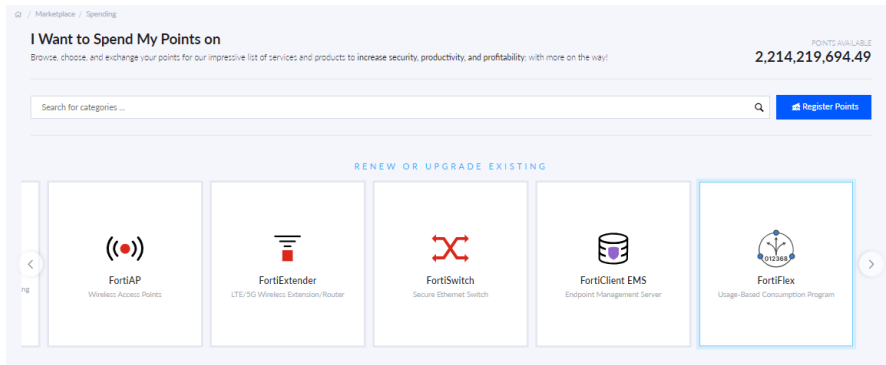 / Marketplace / Spending
I Want to Spend My Points on
Browse, choose, and exchange your points for our impressive list of services and products to increase security, productivity, and profitability; with more on the way!
POINTS AVAILABLE
2,214,219,694.49
Search for categories ...
Register Points
RENEW OR UPGRADE EXISTING
ng
FortiAP
Wireless Access Points
FortiExtender
LTE/5G Wireless Extension/Router
FortiSwitch
Secure Ethernet Switch
FortiClient EMS
Endpoint Management Server
012368
FortiFlex
Usage-Based Consumption Program